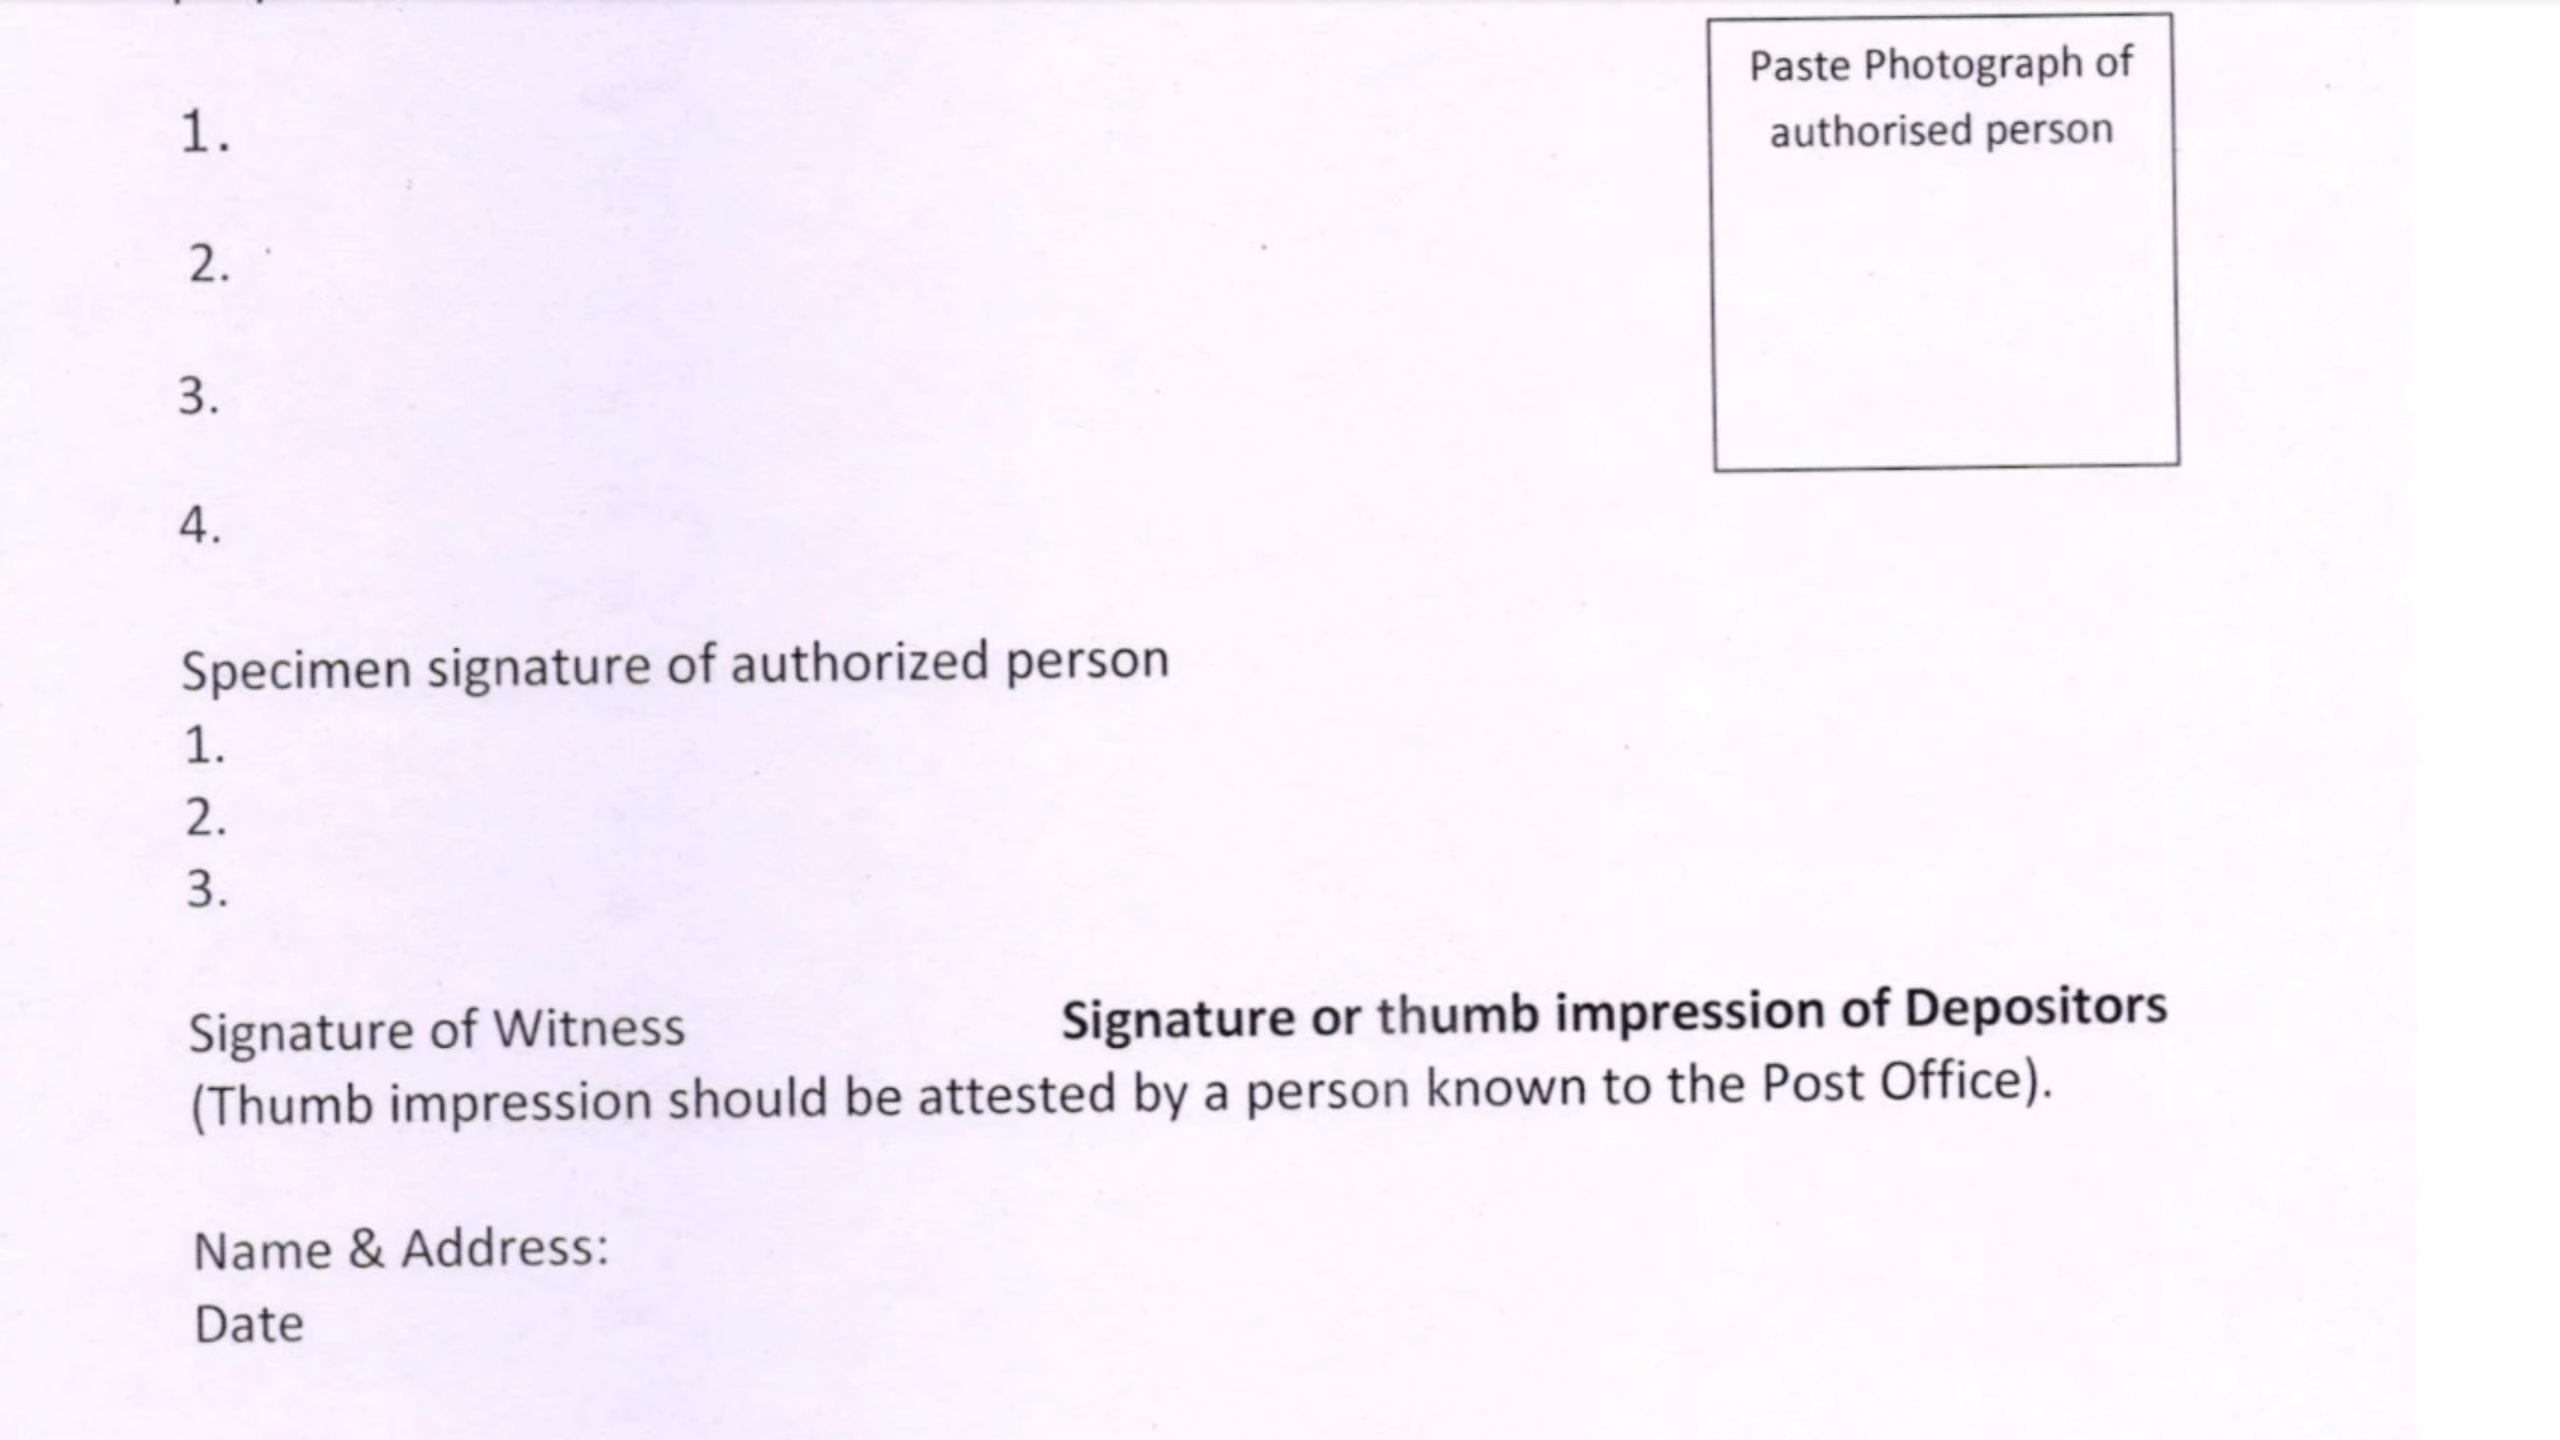 Paste Photograph of
authorised person
1.
2.
3.
4.
Specimen signature of authorized person
1.
2.
3.
Signature of Witness Signature or thumb impression of Depositors
(Thumb impression should be attested by a person known to the Post Office).
Name & Address:
Date